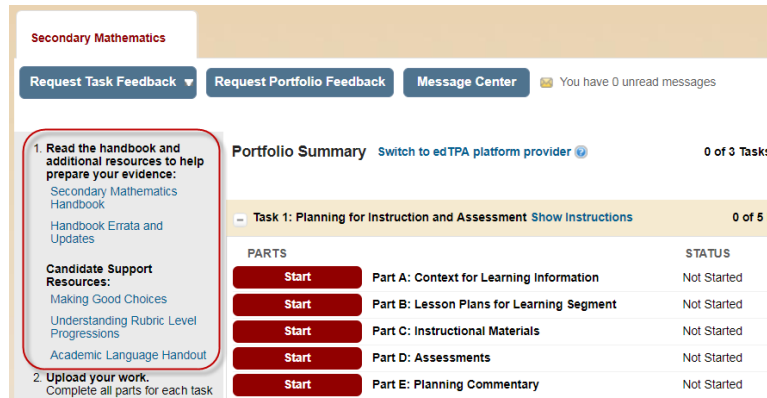 Secondary Mathematics
Request Task Feedback
Request Portfolio Feedback
Message Center
You have 0 unread messages
1. Read the handbook and
additional resources to help
prepare your evidence:
Secondary Mathematics
Handbook
Handbook Errata and
Updates
Candidate Support
Resources:
Making Good Choices
Understanding Rubric Level
Progressions
Academic Language Handout
2. Upload your work.
Complete all parts for each task
Portfolio Summary Switch to edTPA platform provider ? 0 of 3 Tasks
Task 1: Planning for Instruction and Assessment Show Instructions 0 of 5
PARTS STATUS
Start Part A: Context for Learning Information Not Started
Start Part B: Lesson Plans for Learning Segment Not Started
Start Part C: Instructional Materials Not Started
Start Part D: Assessments Not Started
Start Part E: Planning Commentary Not Started